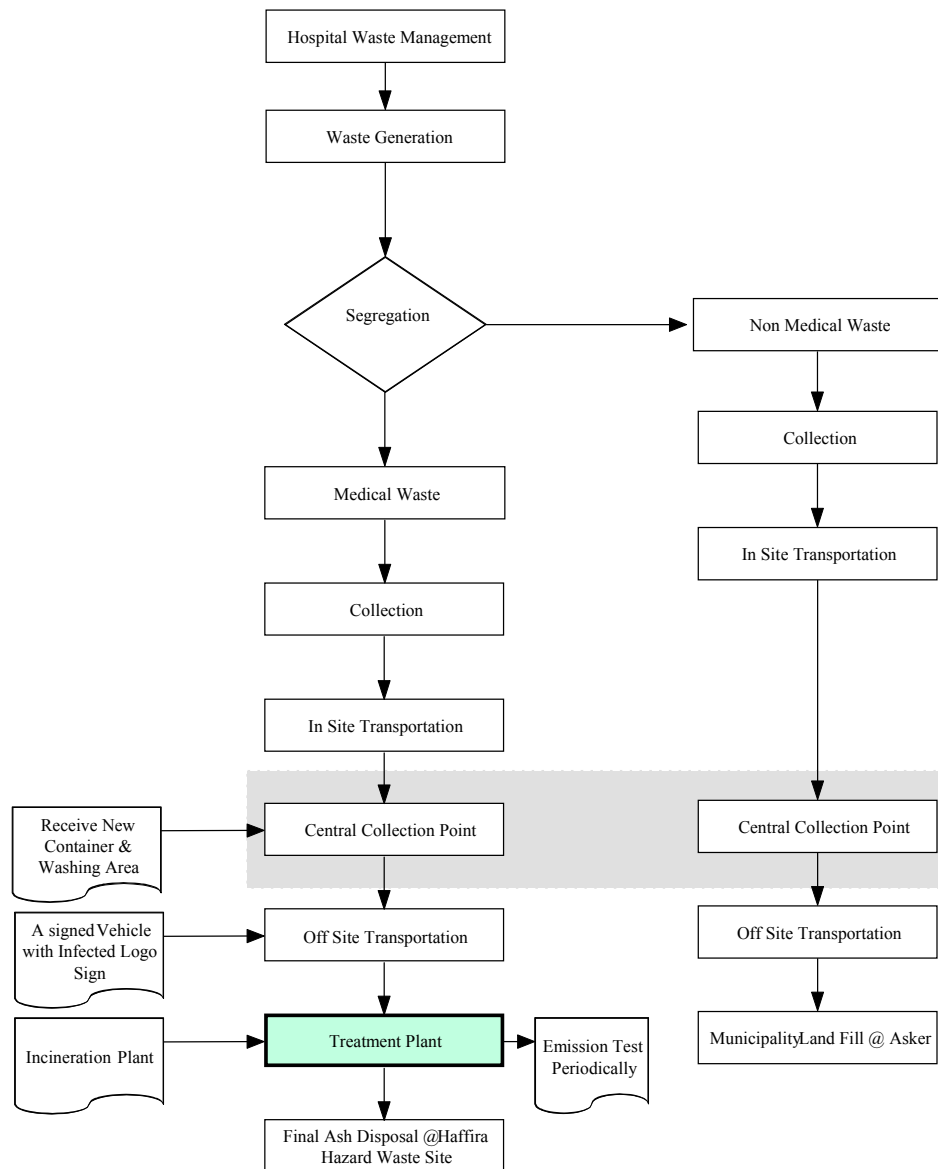 Hospital Waste Management
Waste Generation
Segregation
Non Medical Waste
Collection
Medical Waste
In Site Transportation
Collection
In Site Transportation
Receive New
Container &
Washing Area
Central Collection Point
Central Collection Point
A signed Vehicle
with Infected Logo
Sign
Off Site Transportation
Off Site Transportation
Incineration Plant
Treatment Plant
Emission Test
Periodically
Municipality Land Fill @ Asker
Final Ash Disposal @Haffira
Hazard Waste Site